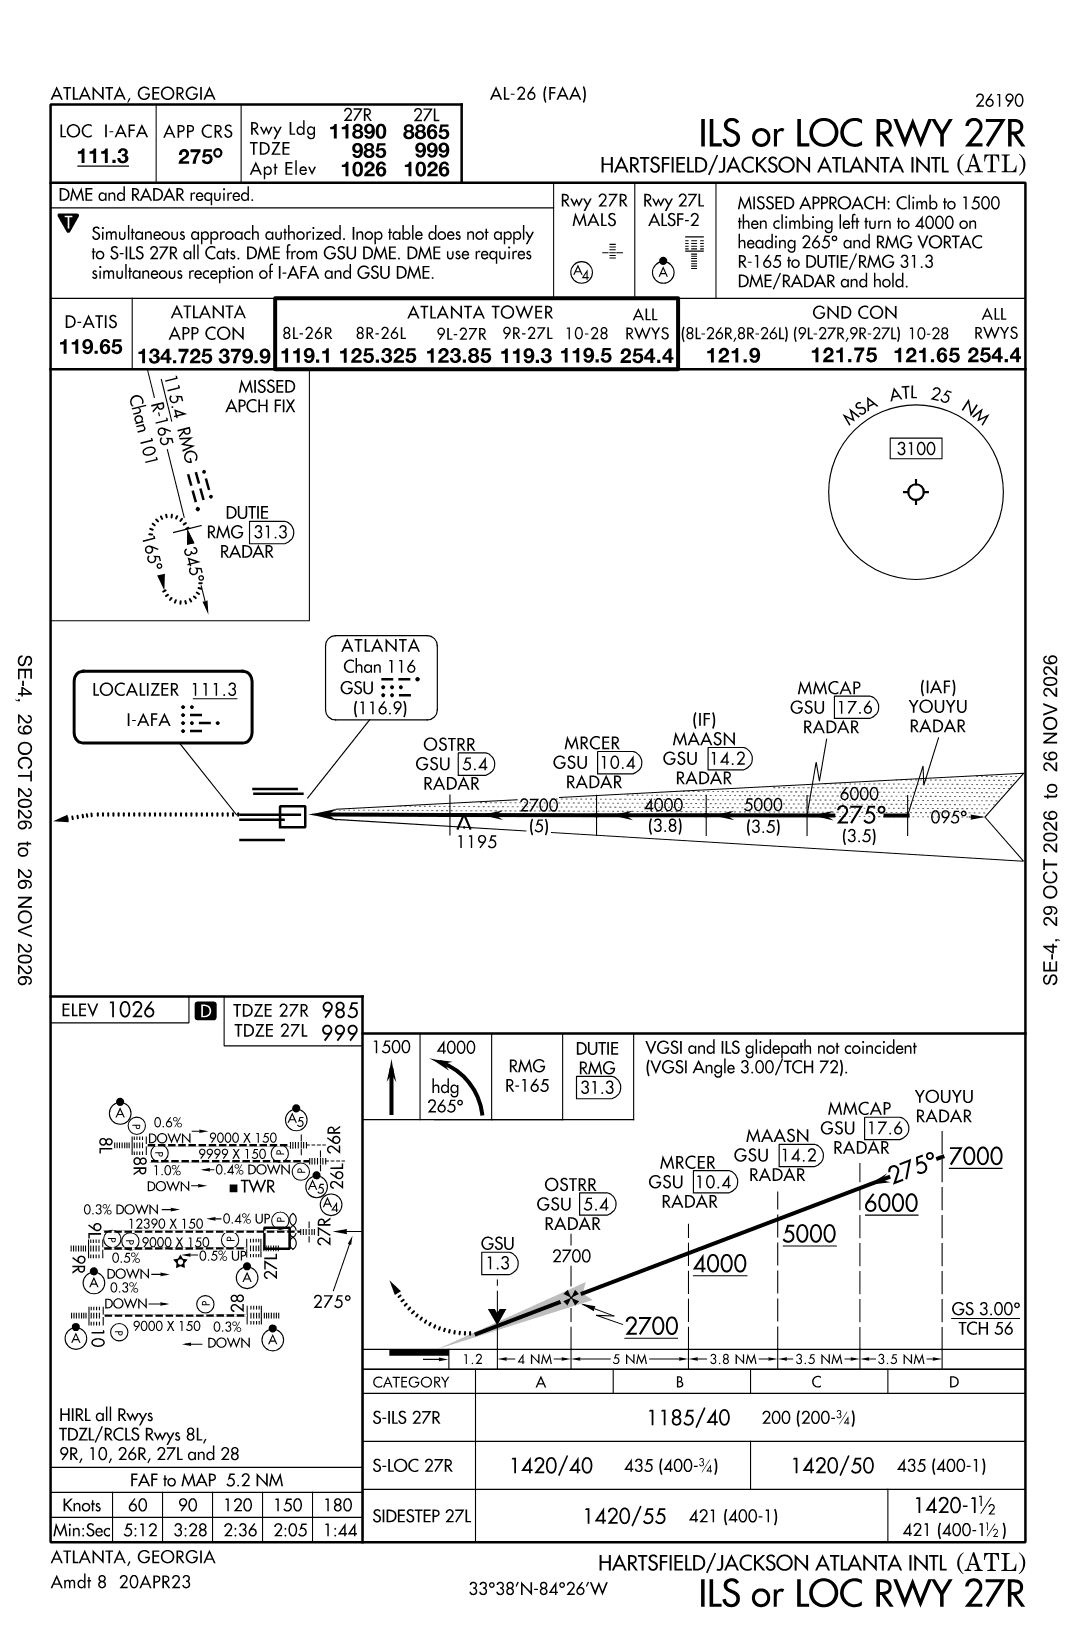 ATLANTA, GEORGIA
AL-26 (FAA)
26190
LOC I-AFA
111.3
APP CRS
275°
27R 27L
Rwy Ldg 11890 8865
TDZE 985 999
Apt Elev 1026 1026
ILS or LOC RWY 27R
HARTSFIELD/JACKSON ATLANTA INTL (ATL)
DME and RADAR required.
T
Simultaneous approach authorized. Inop table does not apply
to S-ILS 27R all Cats. DME from GSU DME. DME use requires
simultaneous reception of I-AFA and GSU DME.
Rwy 27R
MALS
A4
Rwy 27L
ALSF-2
A
MISSED APPROACH: Climb to 1500
then climbing left turn to 4000 on
heading 265° and RMG VORTAC
R-165 to DUTIE/RMG 31.3
DME/RADAR and hold.
D-ATIS
119.65
ATLANTA
APP CON
134.725 379.9
ATLANTA TOWER
8L-26R 8R-26L 9L-27R 9R-27L 10-28 ALL RWYS
119.1 125.325 123.85 119.3 119.5 254.4
GND CON
(8L-26R,8R-26L) (9L-27R,9R-27L) 10-28 ALL RWYS
121.9 121.75 121.65 254.4
MISSED
APCH FIX
115.4 RMG
R-165
Chan 101
DUTIE
RMG 31.3
RADAR
165°
345°
MSA ATL 25 NM
3100
SE-4, 29 OCT 2026 to 26 NOV 2026
SE-4, 29 OCT 2026 to 26 NOV 2026
LOCALIZER 111.3
I-AFA
ATLANTA
Chan 116
GSU
(116.9)
OSTRR
GSU 5.4
RADAR
MRCER
GSU 10.4
RADAR
(IF)
MAASN
GSU 14.2
RADAR
MMCAP
GSU 17.6
RADAR
(IAF)
YOUYU
RADAR
2700
(5)
4000
(3.8)
5000
(3.5)
6000
275°
(3.5)
095°
1195
ELEV 1026
D
TDZE 27R 985
TDZE 27L 999
A
P
0.6%
DOWN
9000 X 150
A5
26R
8L
8R
P
9999 X 150
P
1.0%
DOWN
0.4% DOWN
P
26L
A5
TWR
A4
0.3% DOWN
12390 X 150
0.4% UP
P
27R
9L
P
P
9000 X 150
P
9R
0.5%
DOWN
0.5% UP
27L
A
A
0.3%
DOWN
P
28
275°
10
P
9000 X 150
0.3%
DOWN
A
A
HIRL all Rwys
TDZL/RCLS Rwys 8L,
9R, 10, 26R, 27L and 28
FAF to MAP 5.2 NM
Knots 60 90 120 150 180
Min:Sec 5:12 3:28 2:36 2:05 1:44
1500
4000
hdg
265°
RMG
R-165
DUTIE
RMG
31.3
VGSI and ILS glidepath not coincident
(VGSI Angle 3.00/TCH 72).
GSU
1.3
OSTRR
GSU 5.4
RADAR
2700
MRCER
GSU 10.4
RADAR
MAASN
GSU 14.2
RADAR
MMCAP
GSU 17.6
RADAR
YOUYU
RADAR
275°
7000
6000
5000
4000
2700
GS 3.00°
TCH 56
1.2 4 NM 5 NM 3.8 NM 3.5 NM 3.5 NM
CATEGORY A B C D
S-ILS 27R 1185/40 200 (200-¾)
S-LOC 27R 1420/40 435 (400-¾) 1420/50 435 (400-1)
SIDESTEP 27L 1420/55 421 (400-1) 1420-1½ 421 (400-1½)
ATLANTA, GEORGIA
Amdt 8 20APR23
33°38'N-84°26'W
HARTSFIELD/JACKSON ATLANTA INTL (ATL)
ILS or LOC RWY 27R